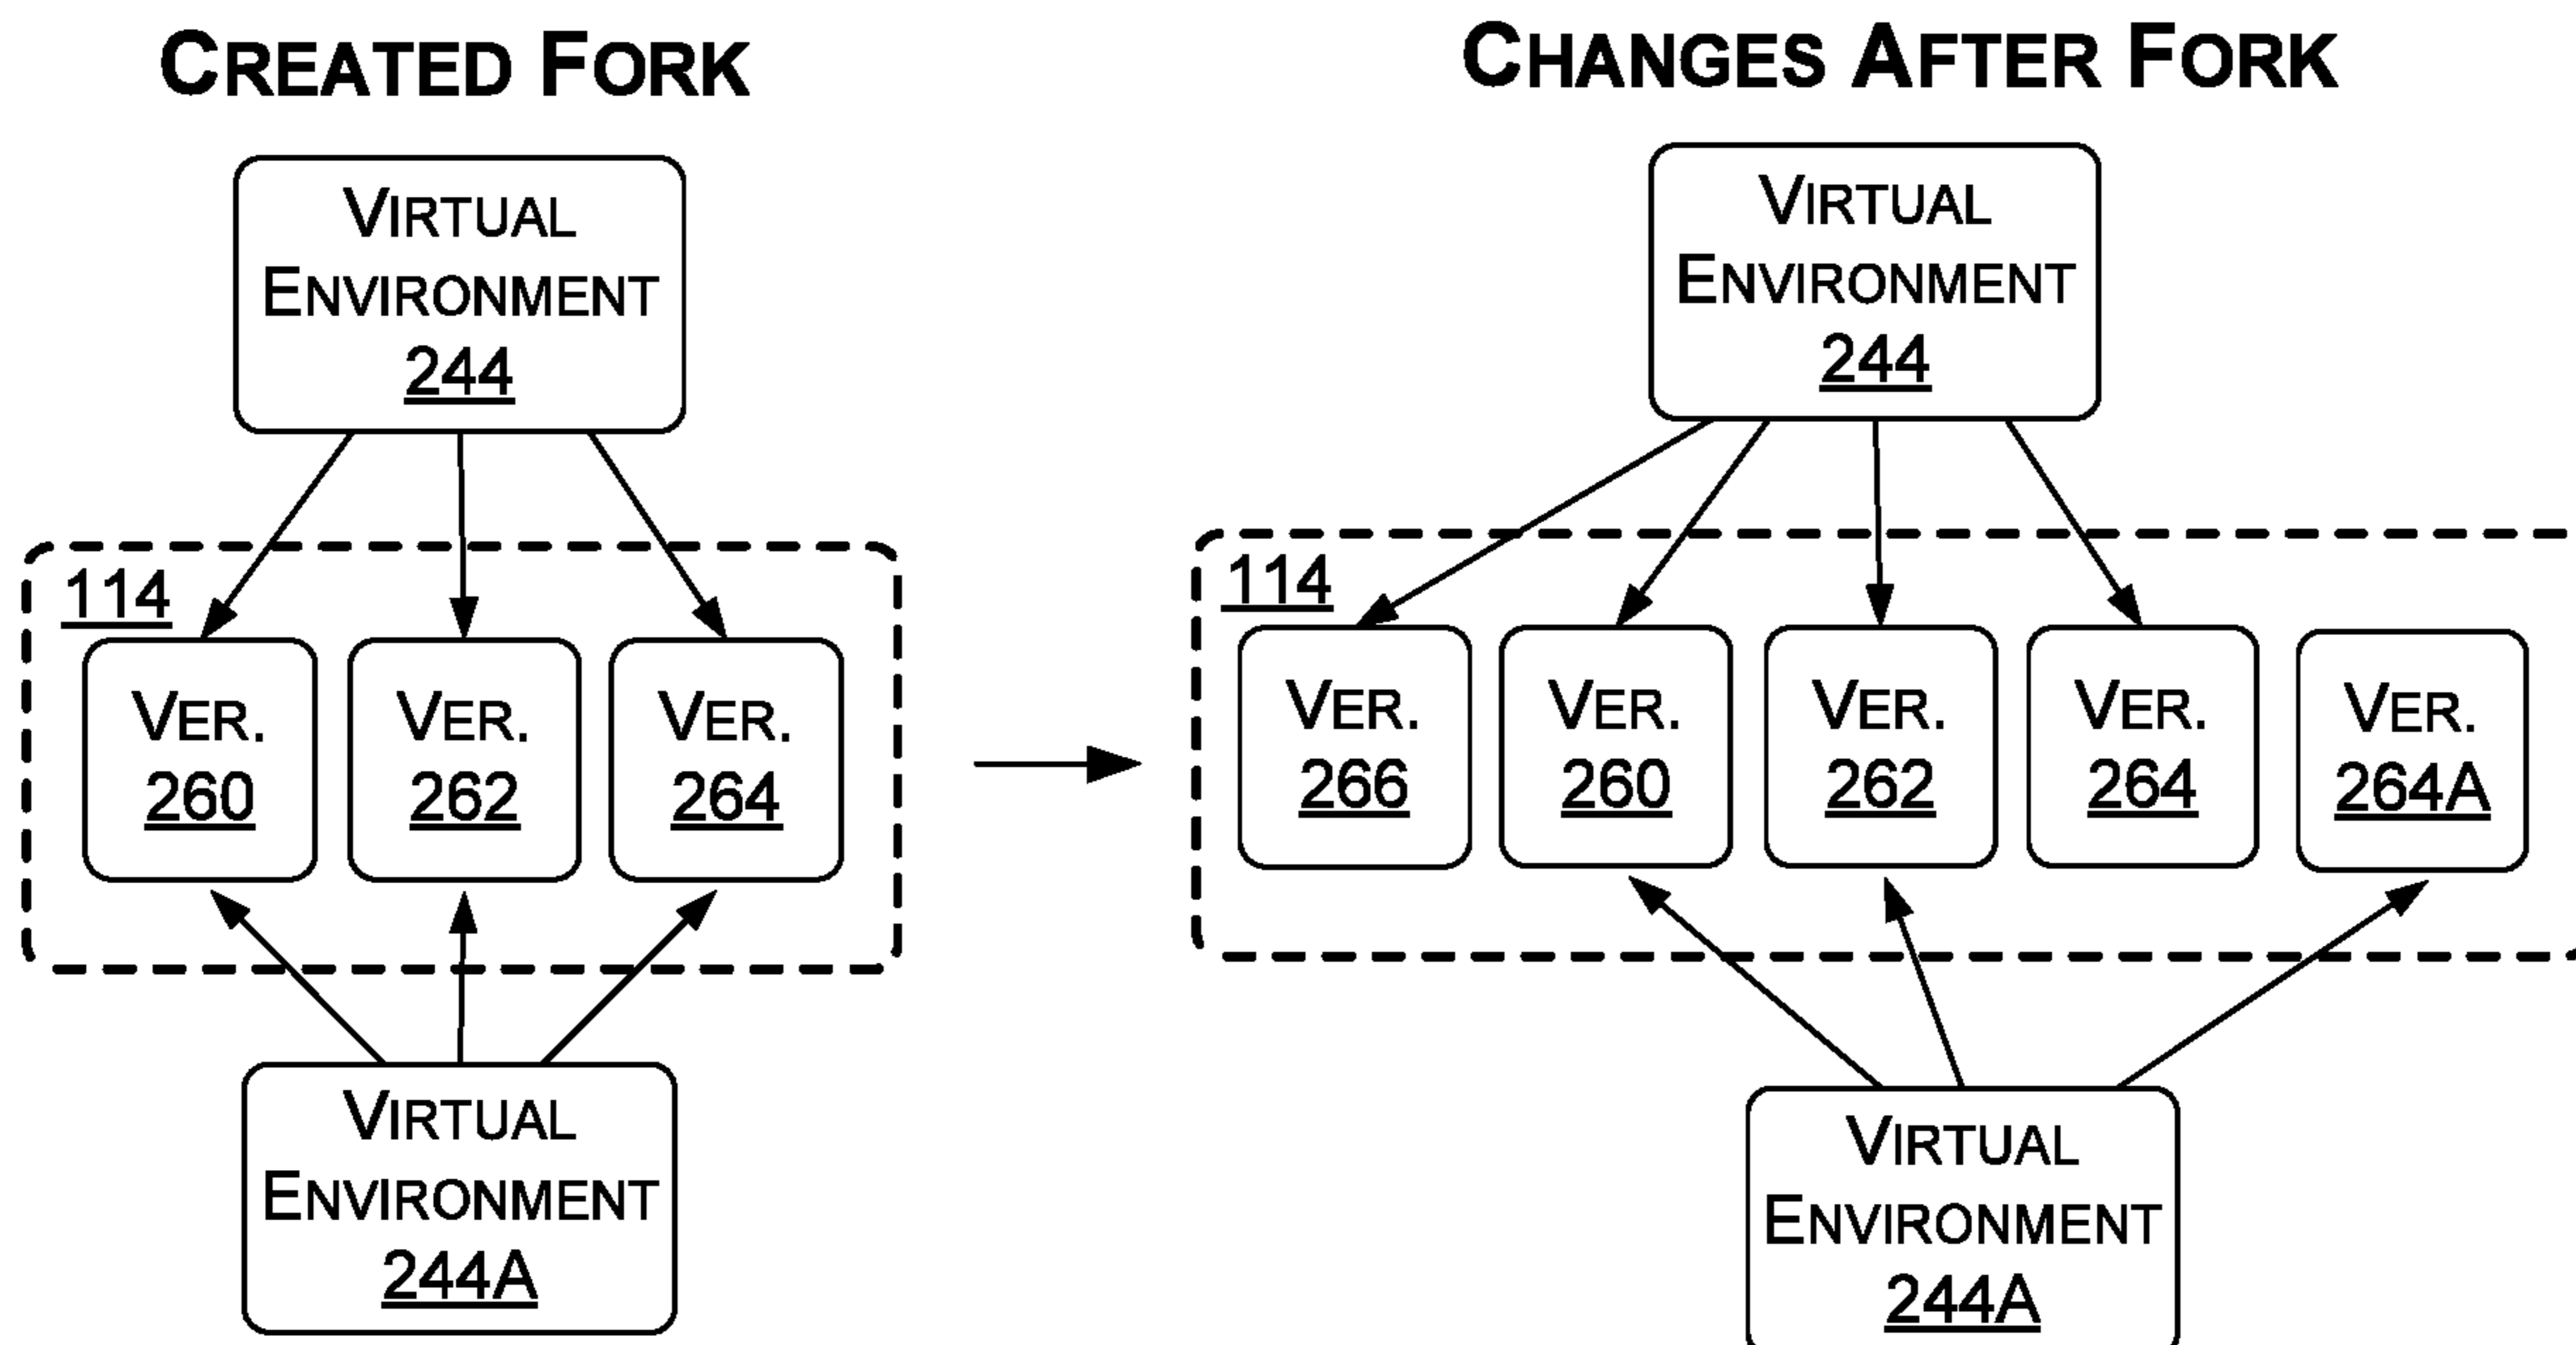 CREATED FORK
VIRTUAL
ENVIRONMENT
244
114
VER.
260
VER.
262
VER.
264
VIRTUAL
ENVIRONMENT
244A
CHANGES AFTER FORK
VIRTUAL
ENVIRONMENT
244
114
VER.
266
VER.
260
VER.
262
VER.
264
VER.
264A
VIRTUAL
ENVIRONMENT
244A